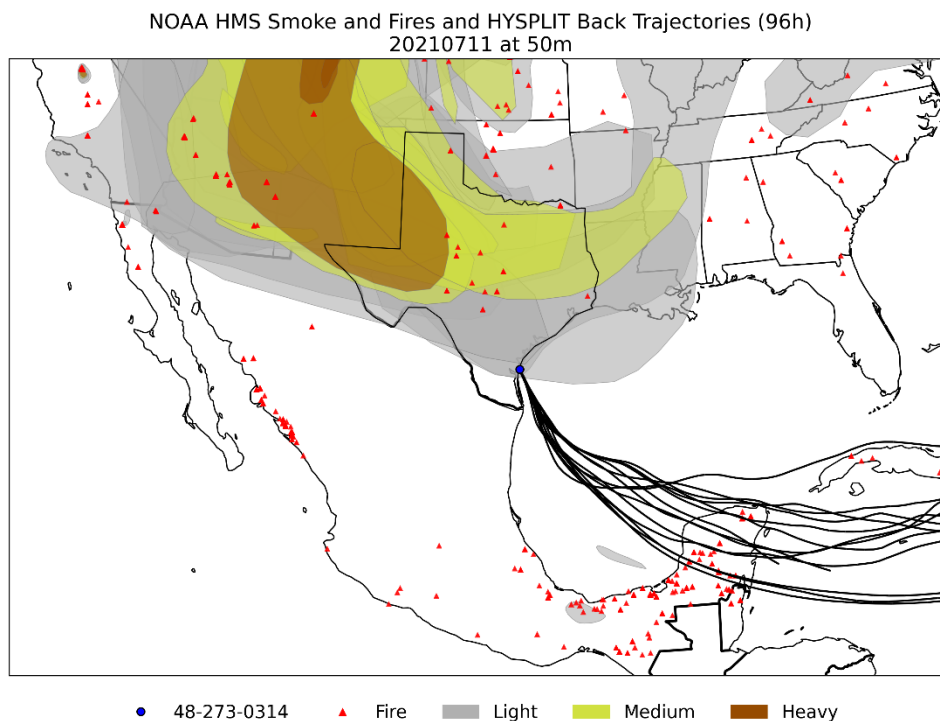 NOAA HMS Smoke and Fires and HYSPLIT Back Trajectories (96h)
20210711 at 50m
48-273-0314 Fire Light Medium Heavy